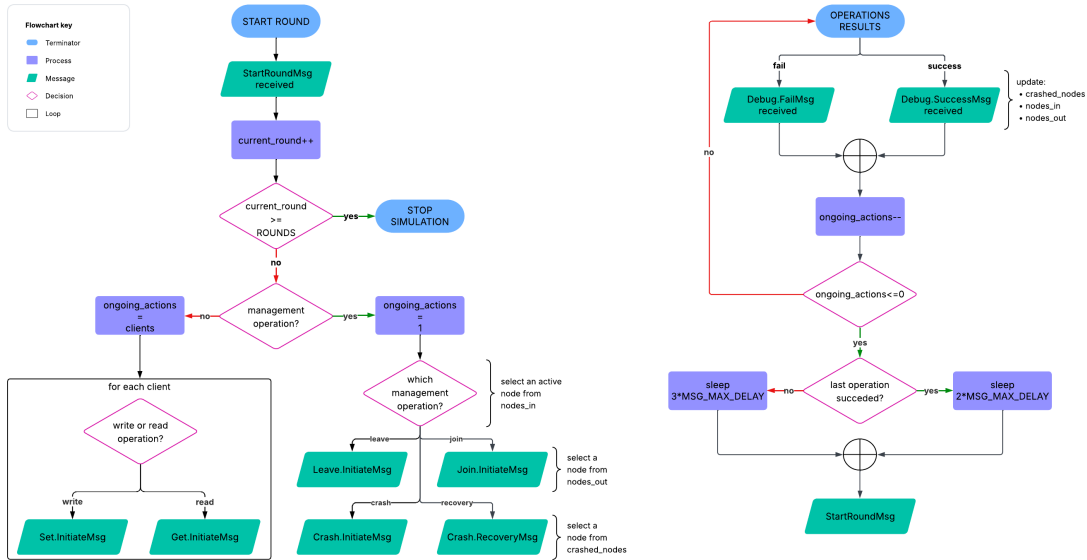 Flowchart key
Terminator
Process
Message
Decision
Loop
START ROUND
StartRoundMsg
received
current_round++
current_round
>=
ROUNDS
yes
STOP
SIMULATION
no
management
operation?
no
ongoing_actions
=
clients
yes
ongoing_actions
=
1
for each client
write or read
operation?
write
read
Set.InitiateMsg
Get.InitiateMsg
which
management
operation?
select an active
node from
nodes_in
leave
join
Leave.InitiateMsg
Join.InitiateMsg
select a
node from
nodes_out
crash
recovery
Crash.InitiateMsg
Crash.RecoveryMsg
select a
node from
crashed_nodes
OPERATIONS
RESULTS
fail
success
Debug.FailMsg
received
Debug.SuccessMsg
received
update:
• crashed_nodes
• nodes_in
• nodes_out
no
ongoing_actions--
ongoing_actions<=0
yes
last operation
succeded?
no
sleep
3*MSG_MAX_DELAY
yes
sleep
2*MSG_MAX_DELAY
StartRoundMsg